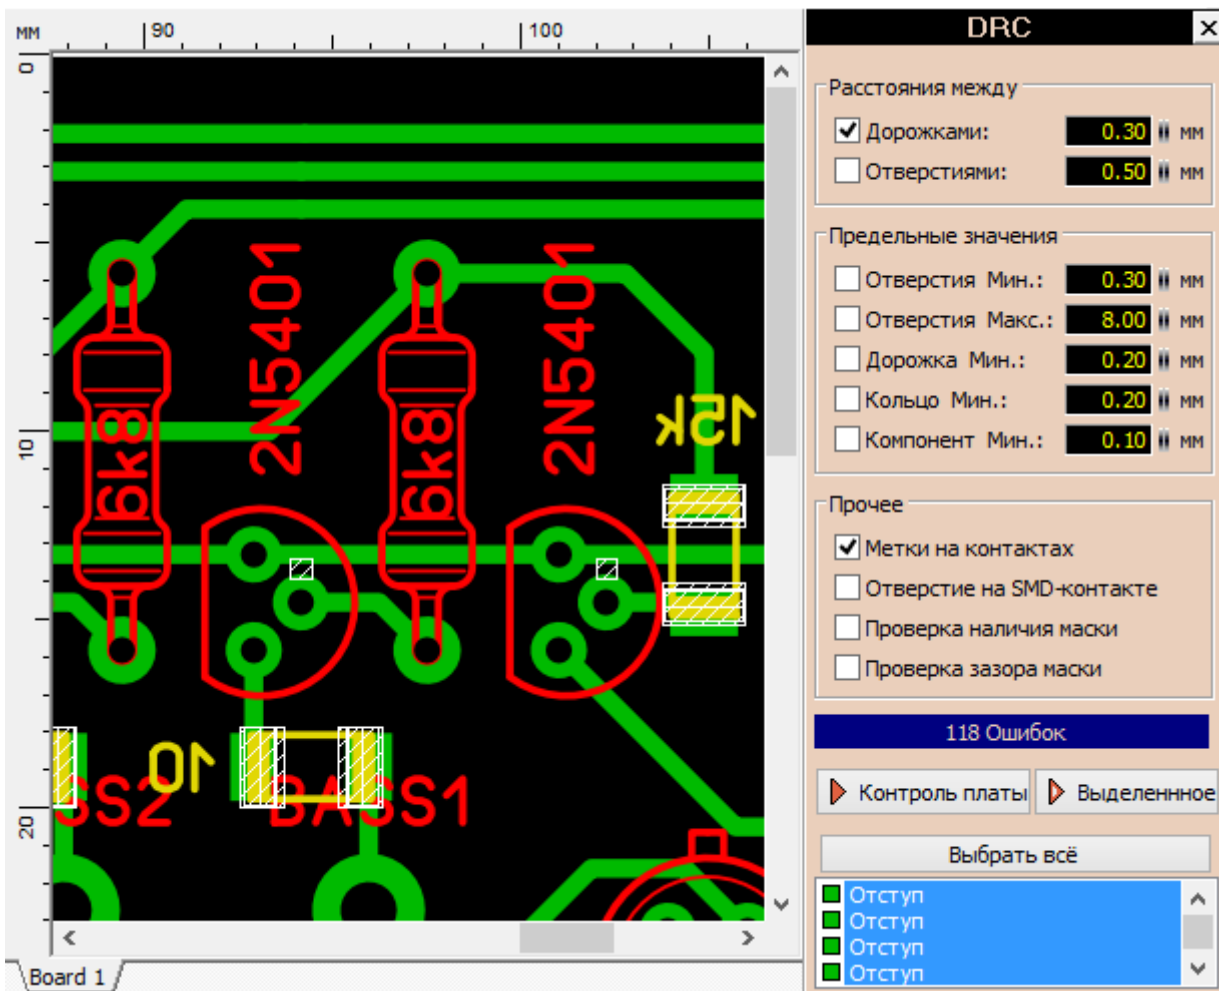 мм
90
100
0
10
20
2N5401
2N5401
6k8
6k8
15k
10
SS2
BASS1
Board 1
DRC
Расстояния между
Дорожками: 0.30 мм
Отверстиями: 0.50 мм
Предельные значения
Отверстия Мин.: 0.30 мм
Отверстия Макс.: 8.00 мм
Дорожка Мин.: 0.20 мм
Кольцо Мин.: 0.20 мм
Компонент Мин.: 0.10 мм
Прочее
Метки на контактах
Отверстие на SMD-контакте
Проверка наличия маски
Проверка зазора маски
118 Ошибок
Контроль платы
Выделеннное
Выбрать всё
Отступ
Отступ
Отступ
Отступ